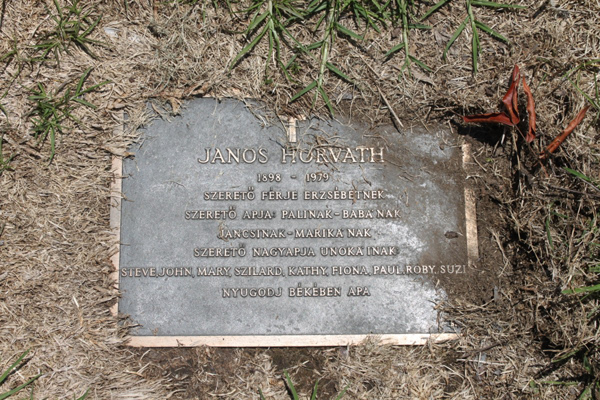 JANOS HORVATH
1898 - 1979
SZERETŐ FÉRJE ERZSÉBETNEK
SZERETŐ APJA: PALINAK-BABA'NAK
JANCSINAK-MARIKA'NAK
SZERETŐ NAGYAPJA UNOKA'INAK:
STEVE, JOHN, MARY, SZILARD, KATHY, FIONA, PAUL, ROBY, SUZI
NYUGODJ BÉKÉBEN APA